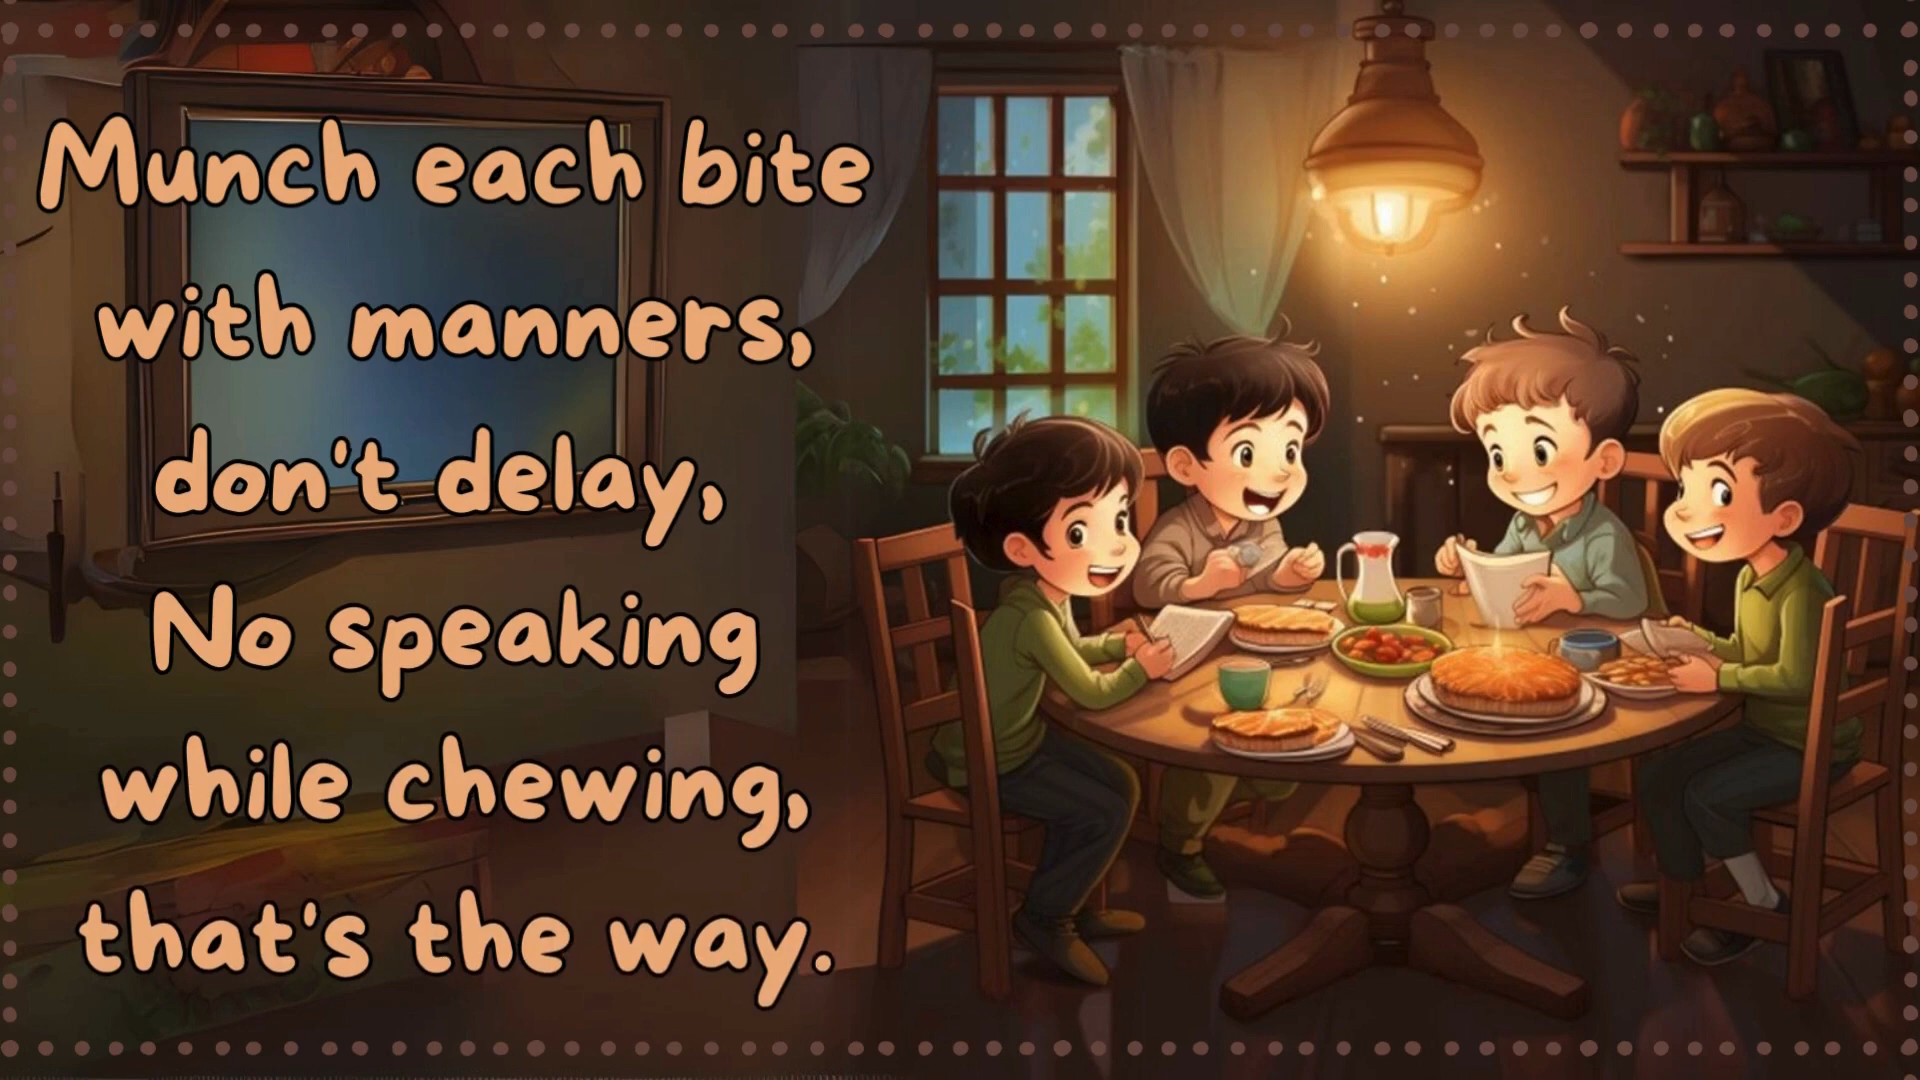 Munch each bite
with manners,
don't delay,
No speaking
while chewing,
that's the way.